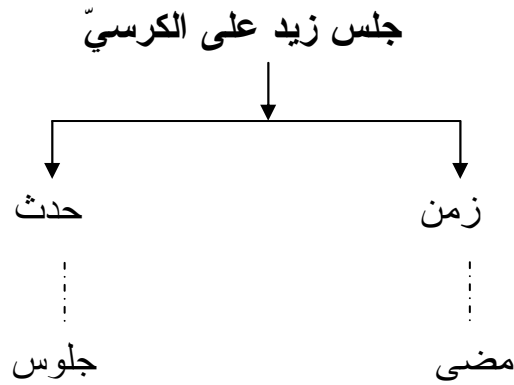 جلس زيد على الكرسيّ
زمن
حدث
مضى
جلوس